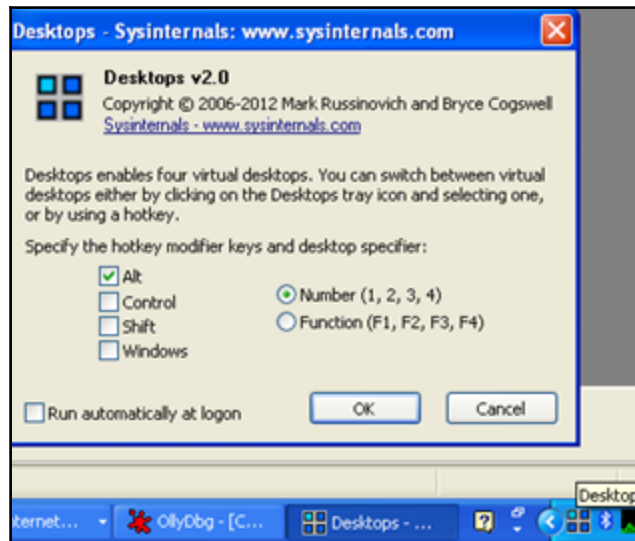 Desktops - Sysinternals: www.sysinternals.com
Desktops v2.0
Copyright © 2006-2012 Mark Russinovich and Bryce Cogswell
Sysinternals - www.sysinternals.com
Desktops enables four virtual desktops. You can switch between virtual
desktops either by clicking on the Desktops tray icon and selecting one,
or by using a hotkey.
Specify the hotkey modifier keys and desktop specifier:
Alt
Control
Shift
Windows
Number (1, 2, 3, 4)
Function (F1, F2, F3, F4)
Run automatically at logon
OK
Cancel
Desktop
ternet...
OllyDbg - [C...
Desktops - ...